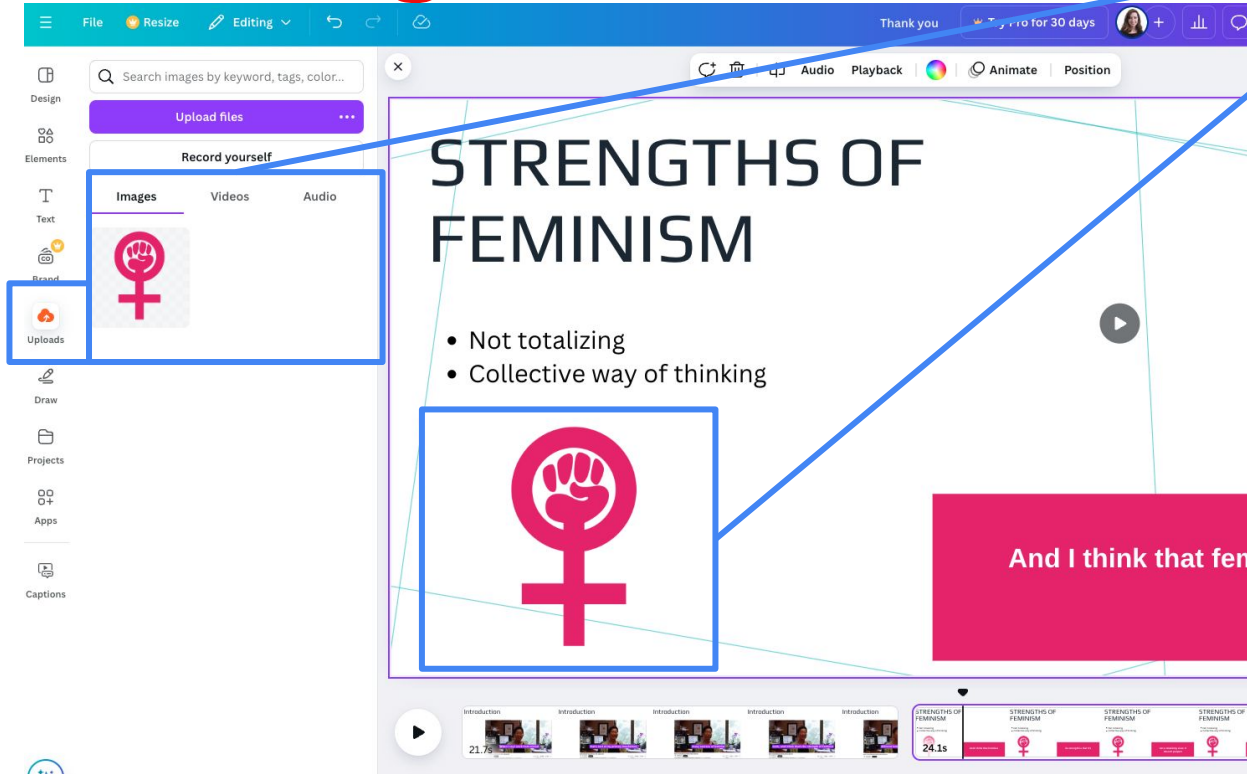 File Resize Editing Thank you Try Pro for 30 days
Design
Elements
Text
Brand
Uploads
Draw
Projects
Apps
Captions
Search images by keyword, tags, color...
Upload files
Record yourself
Images Videos Audio
Audio Playback Animate Position
STRENGTHS OF
FEMINISM
• Not totalizing
• Collective way of thinking
And I think that fem
Introduction Introduction Introduction Introduction Introduction
21.7s
STRENGTHS OF STRENGTHS OF STRENGTHS OF STRENGTHS OF
FEMINISM FEMINISM FEMINISM FEMINISM
24.1s